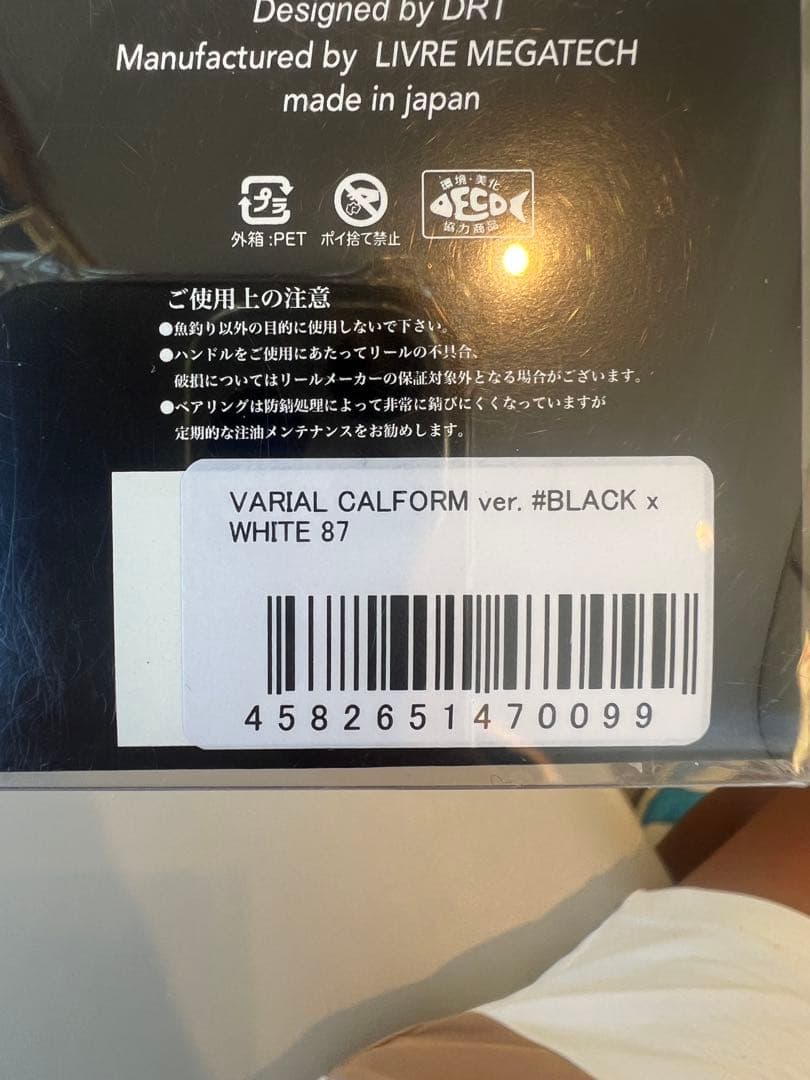 Designed by DRT
Manufactured by LIVRE MEGATECH
made in japan
プラ
環境・美化
ECO
協力商品
外箱:PET ポイ捨て禁止
ご使用上の注意
●魚釣り以外の目的に使用しないで下さい。
●ハンドルをご使用にあたってリールの不具合、
破損についてはリールメーカーの保証対象外となる場合がございます。
●ベアリングは防錆処理によって非常に錆びにくくなっていますが
定期的な注油メンテナンスをお勧めします。
VARIAL CALFORM ver. #BLACK x
WHITE 87
4582651470099